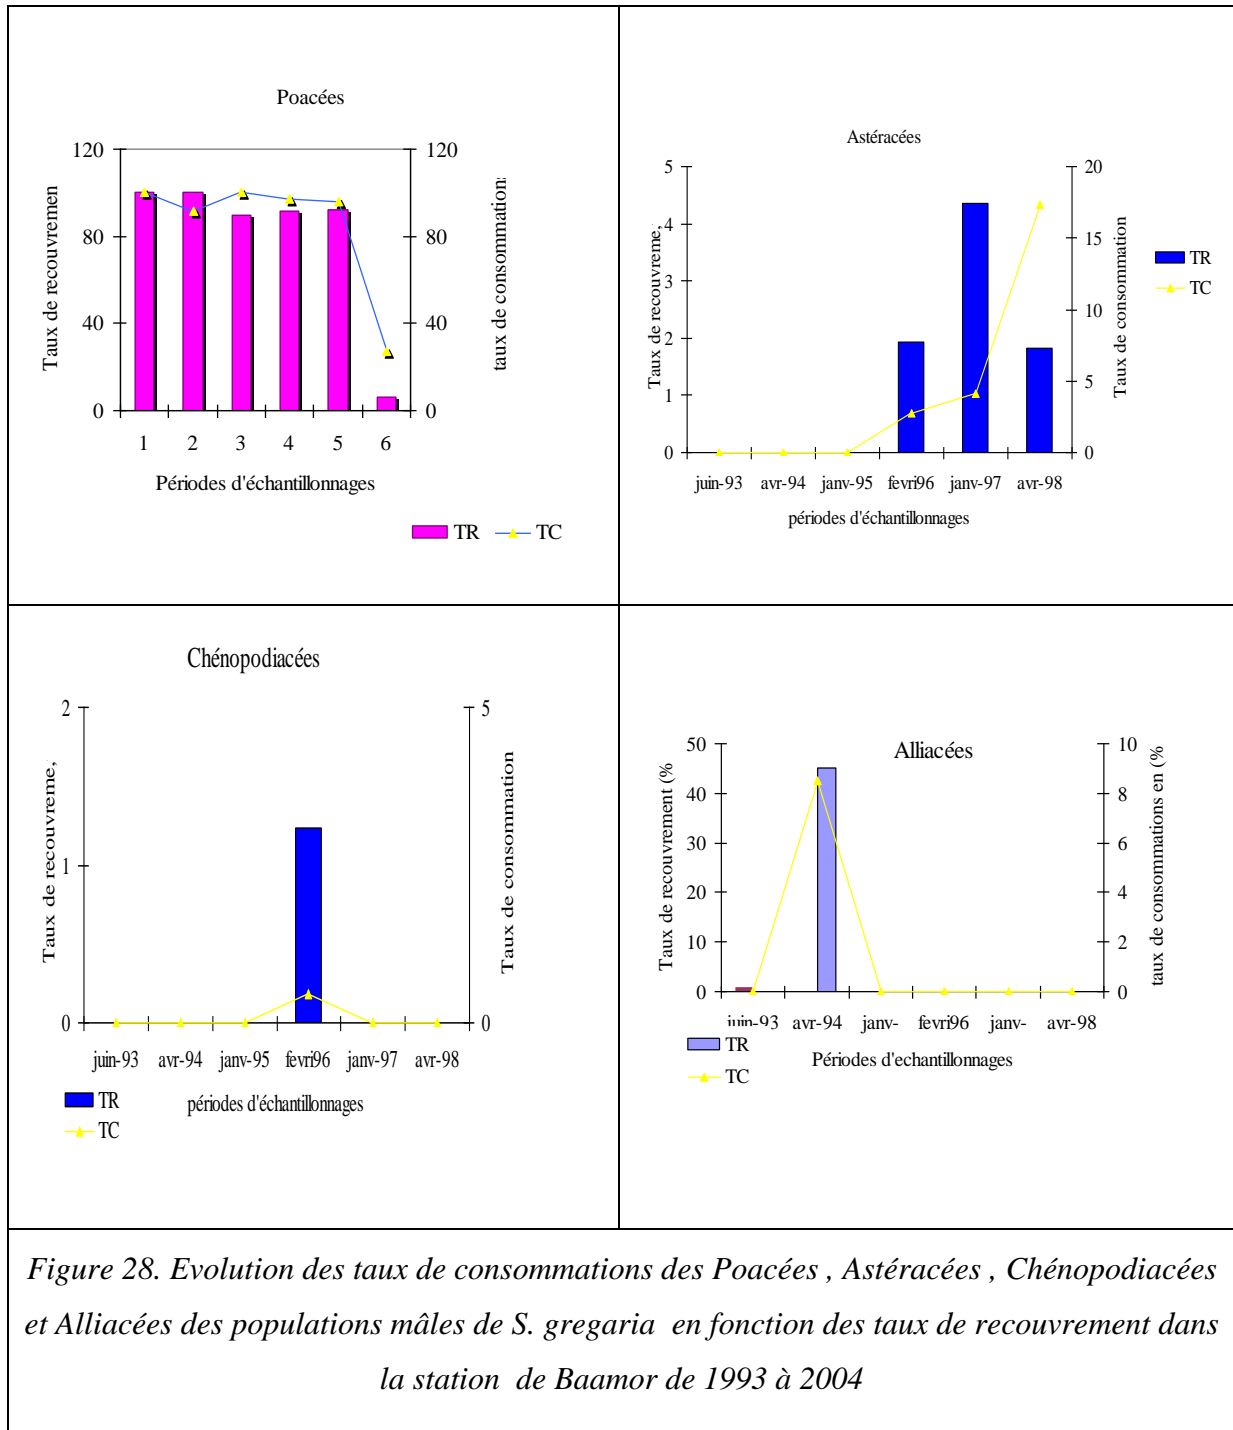 Poacées
120
80
40
0
120
80
40
0
Taux de recouvremen
taux de consommations
1 2 3 4 5 6
Périodes d'échantillonnages
TR TC
Astéracées
5
4
3
2
1
0
20
15
10
5
0
Taux de recouvreme,
Taux de consommation
juin-93 avr-94 janv-95 fevri96 janv-97 avr-98
périodes d'échantillonnages
TR
TC
Chénopodiacées
2
1
0
5
0
Taux de recouvreme,
Taux de consommation
juin-93 avr-94 janv-95 fevri96 janv-97 avr-98
périodes d'échantillonnages
TR
TC
Alliacées
50
40
30
20
10
0
10
8
6
4
2
0
Taux de recouvrement (%
taux de consommations en (%
juin-93 avr-94 janv- fevri96 janv- avr-98
Périodes d'echantillonnages
TR
TC
Figure 28. Evolution des taux de consommations des Poacées , Astéracées , Chénopodiacées
et Alliacées des populations mâles de S. gregaria en fonction des taux de recouvrement dans
la station de Baamor de 1993 à 2004